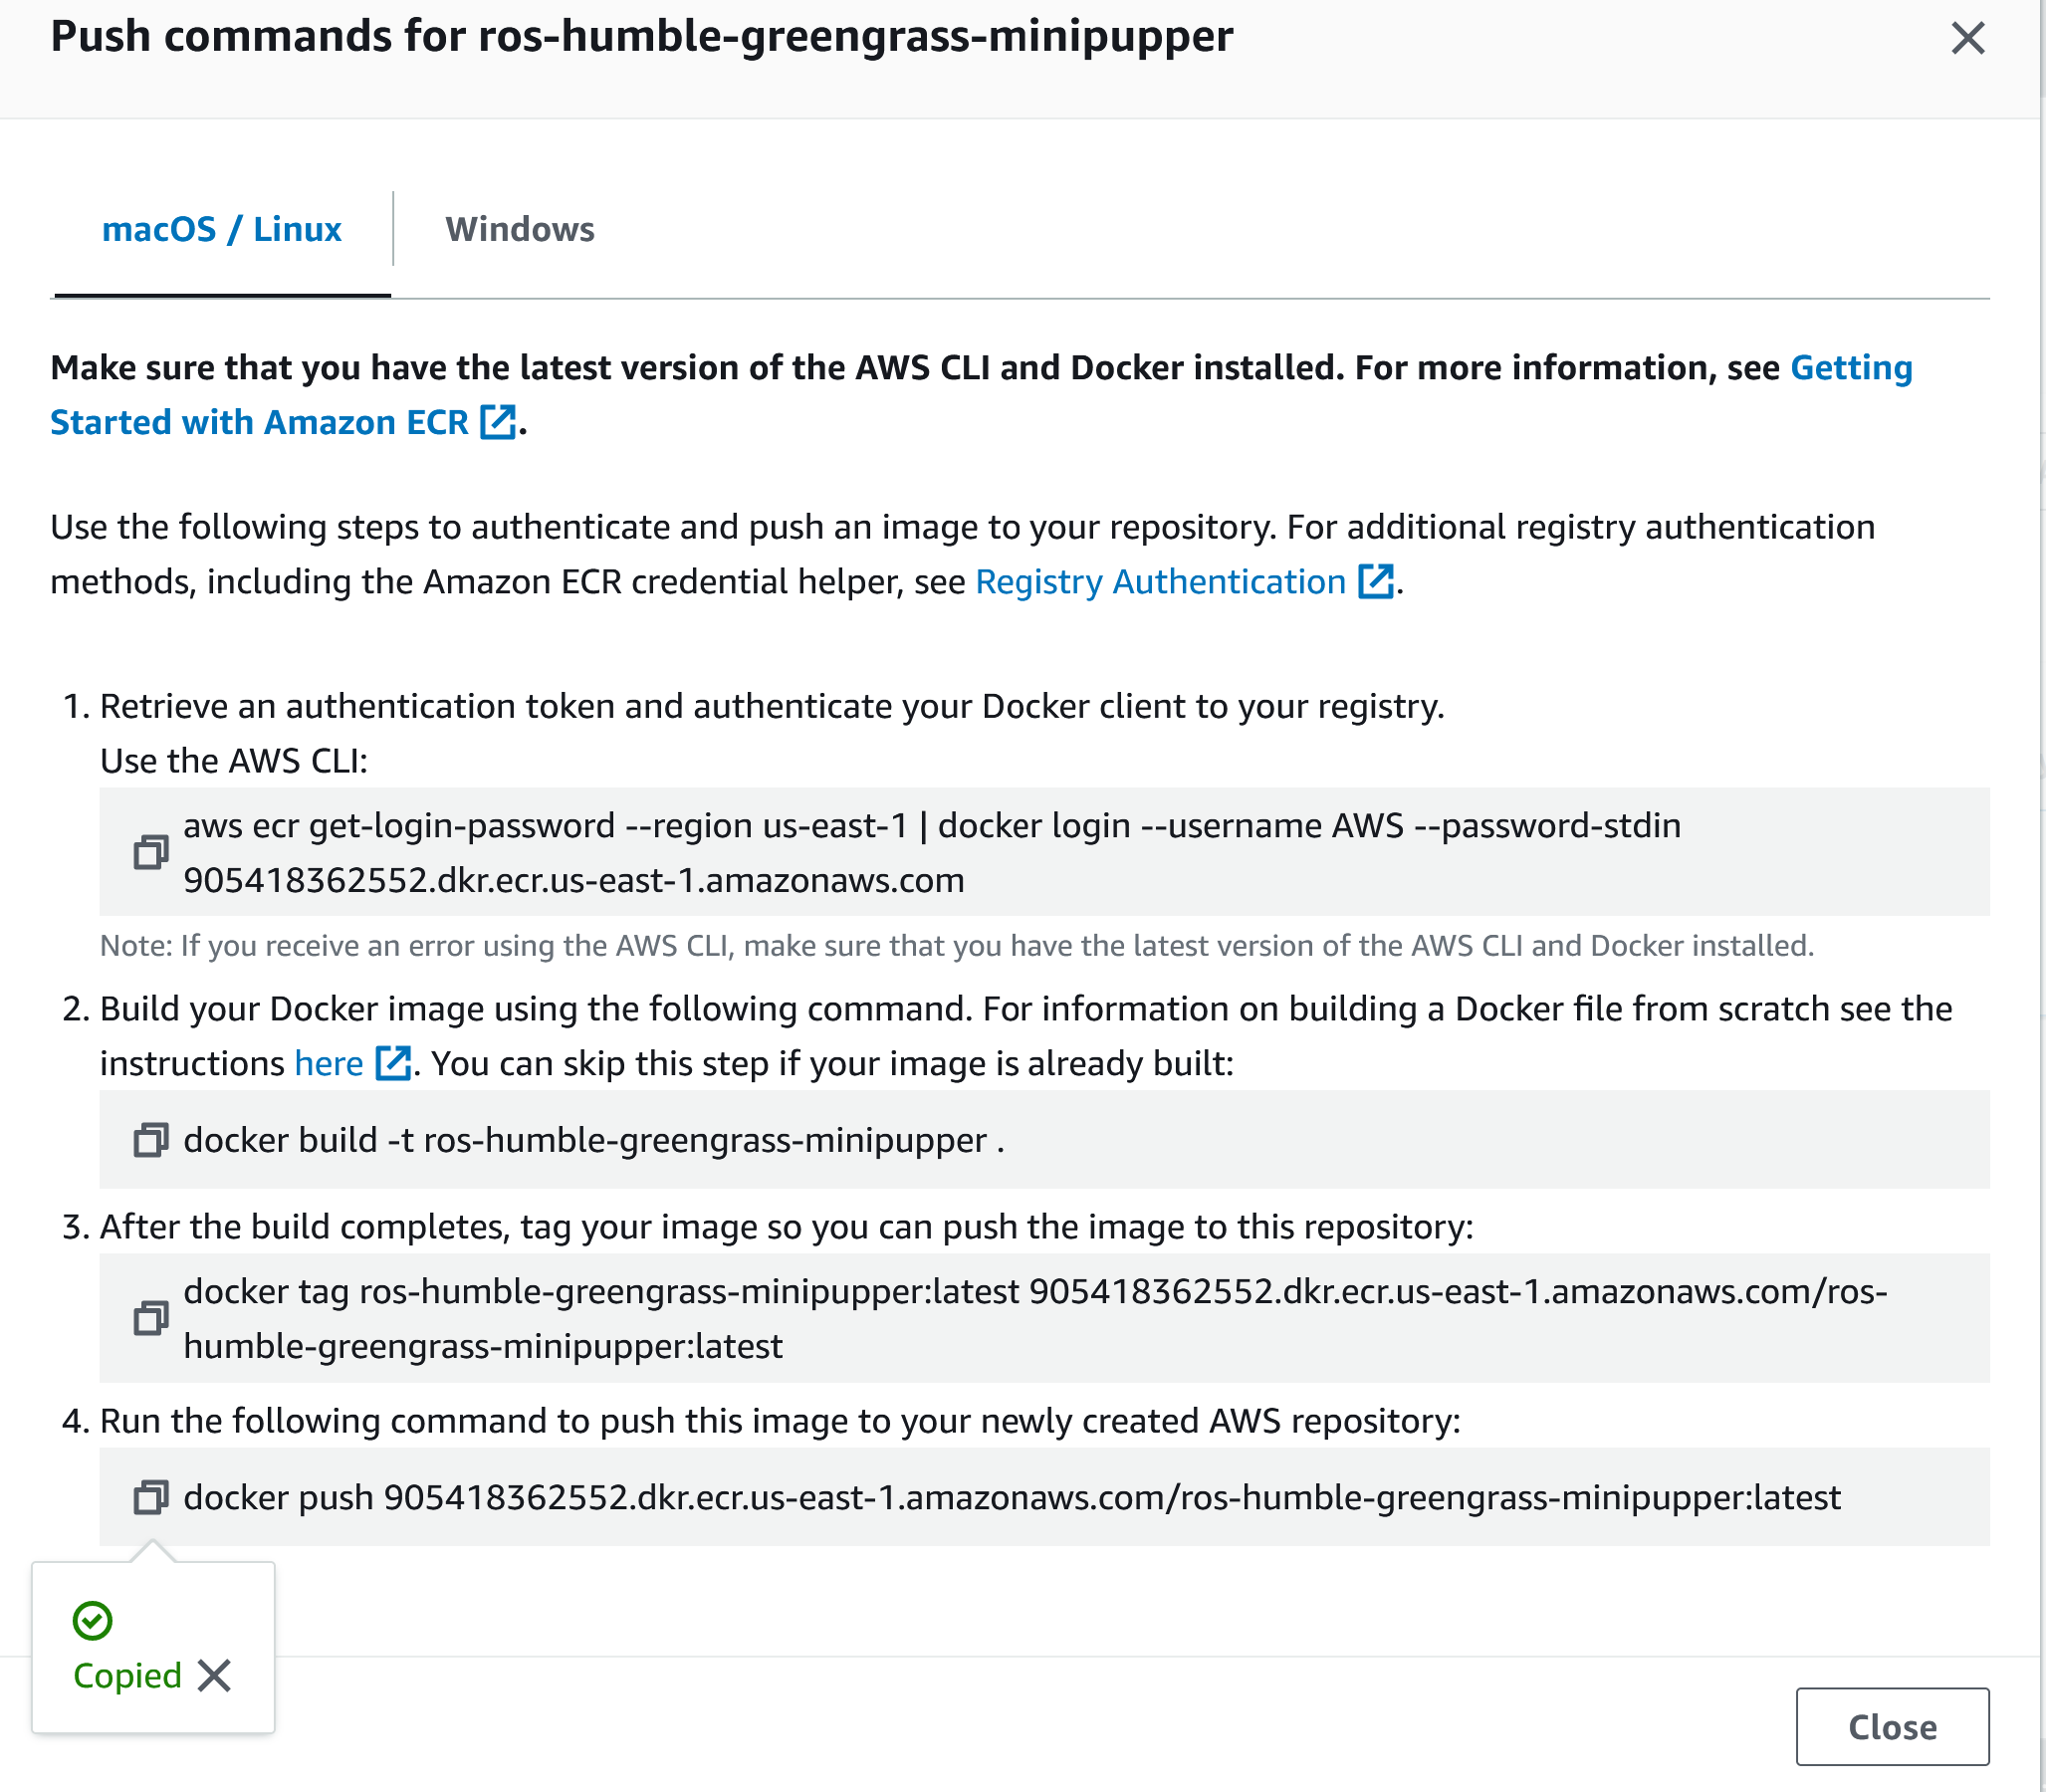 Push commands for ros-humble-greengrass-minipupper
macOS / Linux
Windows
Make sure that you have the latest version of the AWS CLI and Docker installed. For more information, see Getting
Started with Amazon ECR .
Use the following steps to authenticate and push an image to your repository. For additional registry authentication
methods, including the Amazon ECR credential helper, see Registry Authentication .
1. Retrieve an authentication token and authenticate your Docker client to your registry.
Use the AWS CLI:
aws ecr get-login-password --region us-east-1 | docker login --username AWS --password-stdin
905418362552.dkr.ecr.us-east-1.amazonaws.com
Note: If you receive an error using the AWS CLI, make sure that you have the latest version of the AWS CLI and Docker installed.
2. Build your Docker image using the following command. For information on building a Docker file from scratch see the
instructions here . You can skip this step if your image is already built:
docker build -t ros-humble-greengrass-minipupper .
3. After the build completes, tag your image so you can push the image to this repository:
docker tag ros-humble-greengrass-minipupper:latest 905418362552.dkr.ecr.us-east-1.amazonaws.com/ros-
humble-greengrass-minipupper:latest
4. Run the following command to push this image to your newly created AWS repository:
docker push 905418362552.dkr.ecr.us-east-1.amazonaws.com/ros-humble-greengrass-minipupper:latest
Copied
Close